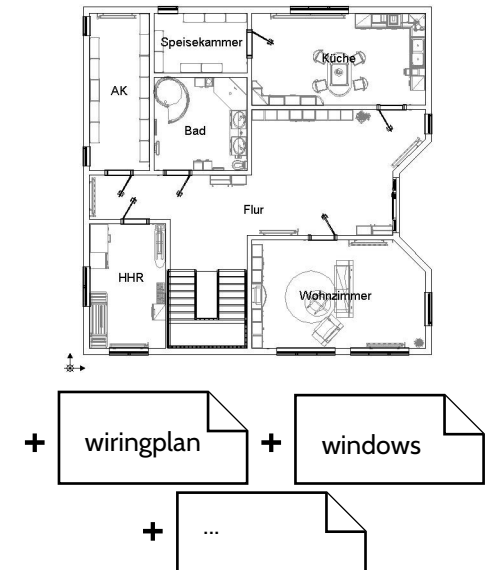 Speisekammer
Küche
AK
Bad
Flur
HHR
Wohnzimmer
+ wiringplan + windows
+ ...